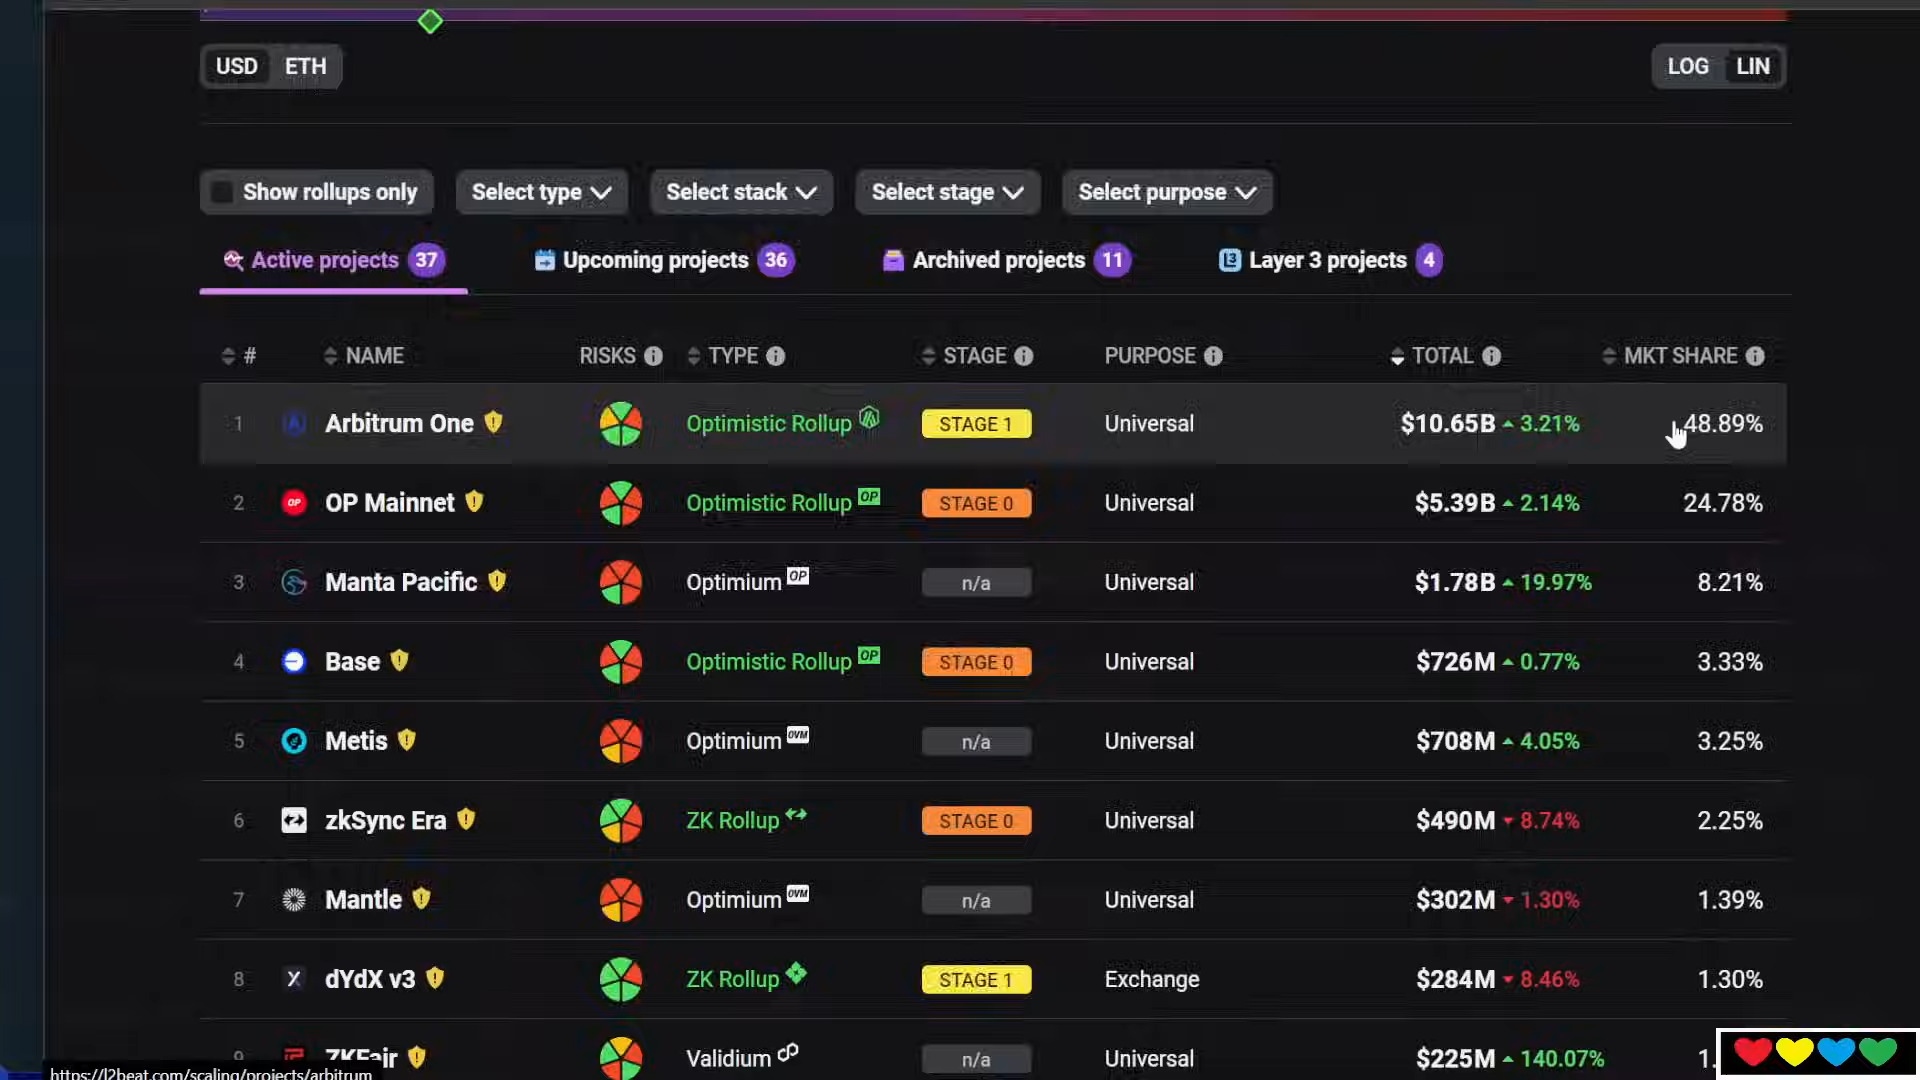 USD ETH LOG LIN
Show rollups only Select type Select stack Select stage Select purpose
Active projects 37 Upcoming projects 36 Archived projects 11 Layer 3 projects 4
# NAME RISKS TYPE STAGE PURPOSE TOTAL MKT SHARE
1 Arbitrum One Optimistic Rollup STAGE 1 Universal $10.65B 3.21% 48.89%
2 OP OP Mainnet Optimistic Rollup OP STAGE 0 Universal $5.39B 2.14% 24.78%
3 Manta Pacific Optimium OP n/a Universal $1.78B 19.97% 8.21%
4 Base Optimistic Rollup OP STAGE 0 Universal $726M 0.77% 3.33%
5 Metis Optimium OVM n/a Universal $708M 4.05% 3.25%
6 zkSync Era ZK Rollup STAGE 0 Universal $490M 8.74% 2.25%
7 Mantle Optimium OVM n/a Universal $302M 1.30% 1.39%
8 X dYdX v3 ZK Rollup STAGE 1 Exchange $284M 8.46% 1.30%
9 ZKFair Validium n/a Universal $225M 140.07% 1.
https://l2beat.com/scaling/projects/arbitrum